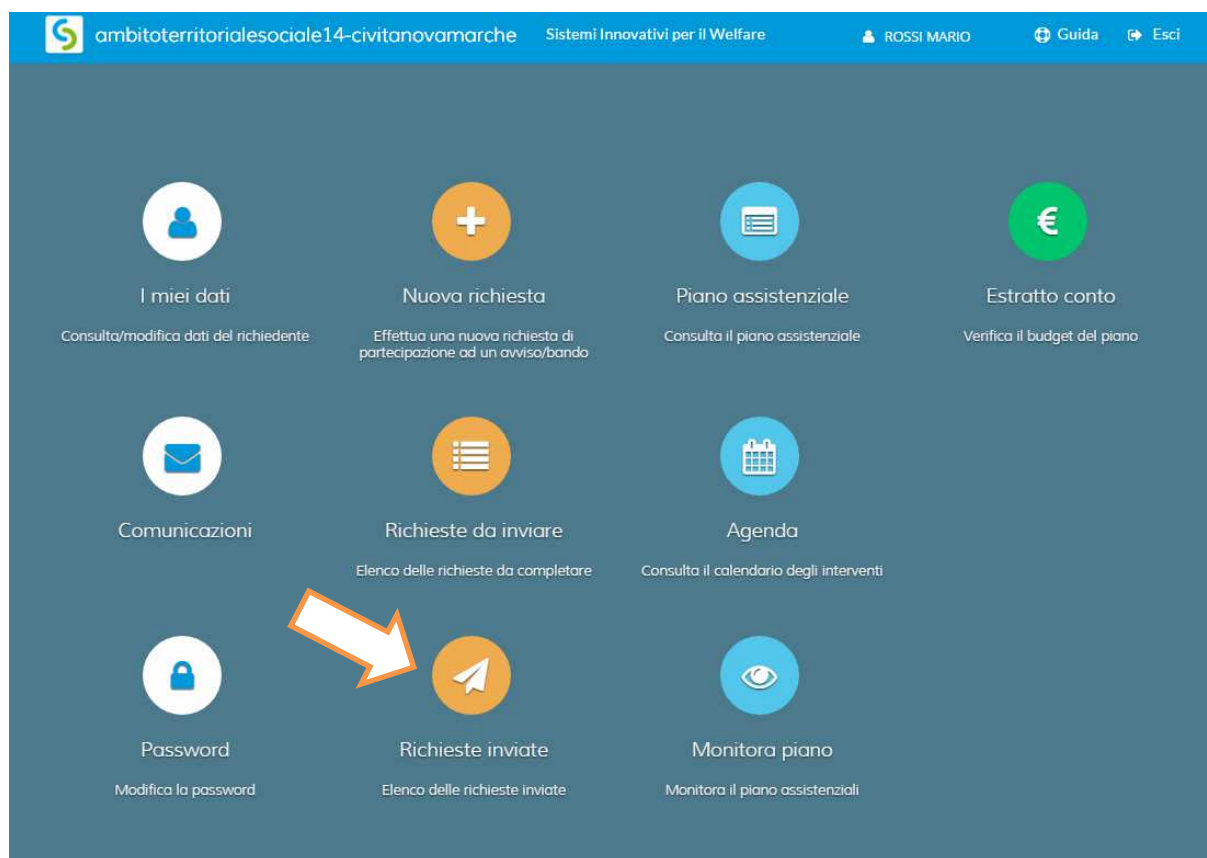 ambitoterritorialesociale14-civitanovamarche Sistemi Innovativi per il Welfare ROSSI MARIO Guida Esci
I miei dati
Consulta/modifica dati del richiedente
Nuova richiesta
Effettua una nuova richiesta di
partecipazione ad un avviso/bando
Piano assistenziale
Consulta il piano assistenziale
Estratto conto
Verifica il budget del piano
Comunicazioni
Richieste da inviare
Elenco delle richieste da completare
Agenda
Consulta il calendario degli interventi
Password
Modifica la password
Richieste inviate
Elenco delle richieste inviate
Monitora piano
Monitora il piano assistenziali